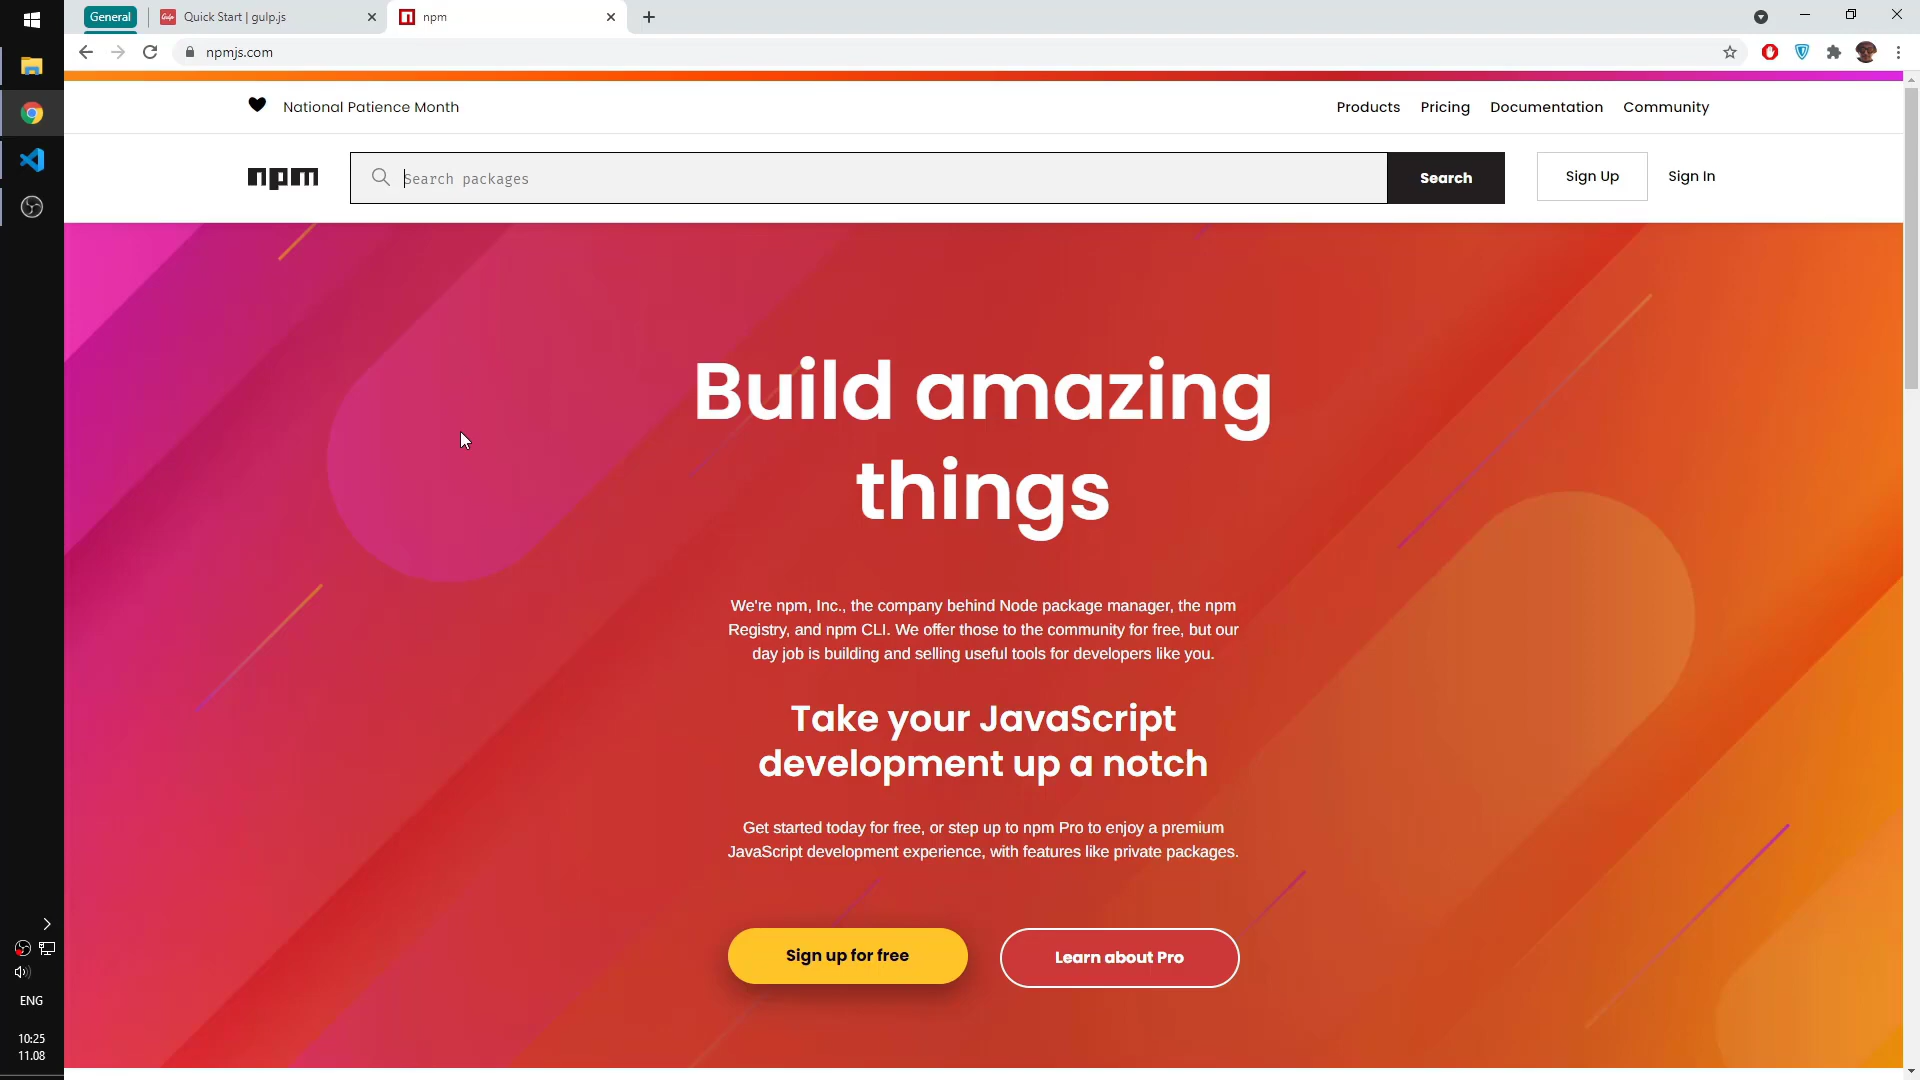 General
Quick Start | gulp.js
npm
npmjs.com
National Patience Month
Products
Pricing
Documentation
Community
npm
Search packages
Search
Sign Up
Sign In
Build amazing
things
We're npm, Inc., the company behind Node package manager, the npm
Registry, and npm CLI. We offer those to the community for free, but our
day job is building and selling useful tools for developers like you.
Take your JavaScript
development up a notch
Get started today for free, or step up to npm Pro to enjoy a premium
JavaScript development experience, with features like private packages.
Sign up for free
Learn about Pro
ENG
10:25
11.08